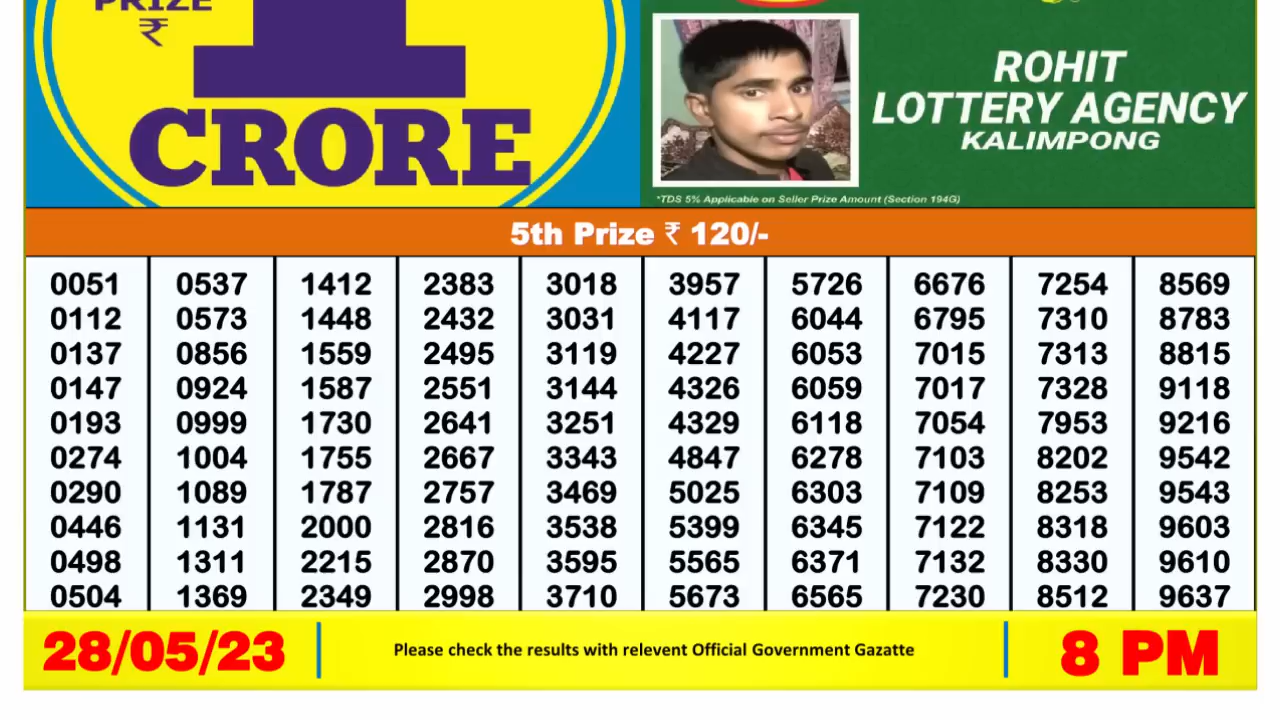 PRIZE
₹
1
CRORE
ROHIT
LOTTERY AGENCY
KALIMPONG
*TDS 5% Applicable on Seller Prize Amount (Section 194G)
5th Prize ₹ 120/-
0051 0537 1412 2383 3018 3957 5726 6676 7254 8569
0112 0573 1448 2432 3031 4117 6044 6795 7310 8783
0137 0856 1559 2495 3119 4227 6053 7015 7313 8815
0147 0924 1587 2551 3144 4326 6059 7017 7328 9118
0193 0999 1730 2641 3251 4329 6118 7054 7953 9216
0274 1004 1755 2667 3343 4847 6278 7103 8202 9542
0290 1089 1787 2757 3469 5025 6303 7109 8253 9543
0446 1131 2000 2816 3538 5399 6345 7122 8318 9603
0498 1311 2215 2870 3595 5565 6371 7132 8330 9610
0504 1369 2349 2998 3710 5673 6565 7230 8512 9637
28/05/23 Please check the results with relevent Official Government Gazatte 8 PM